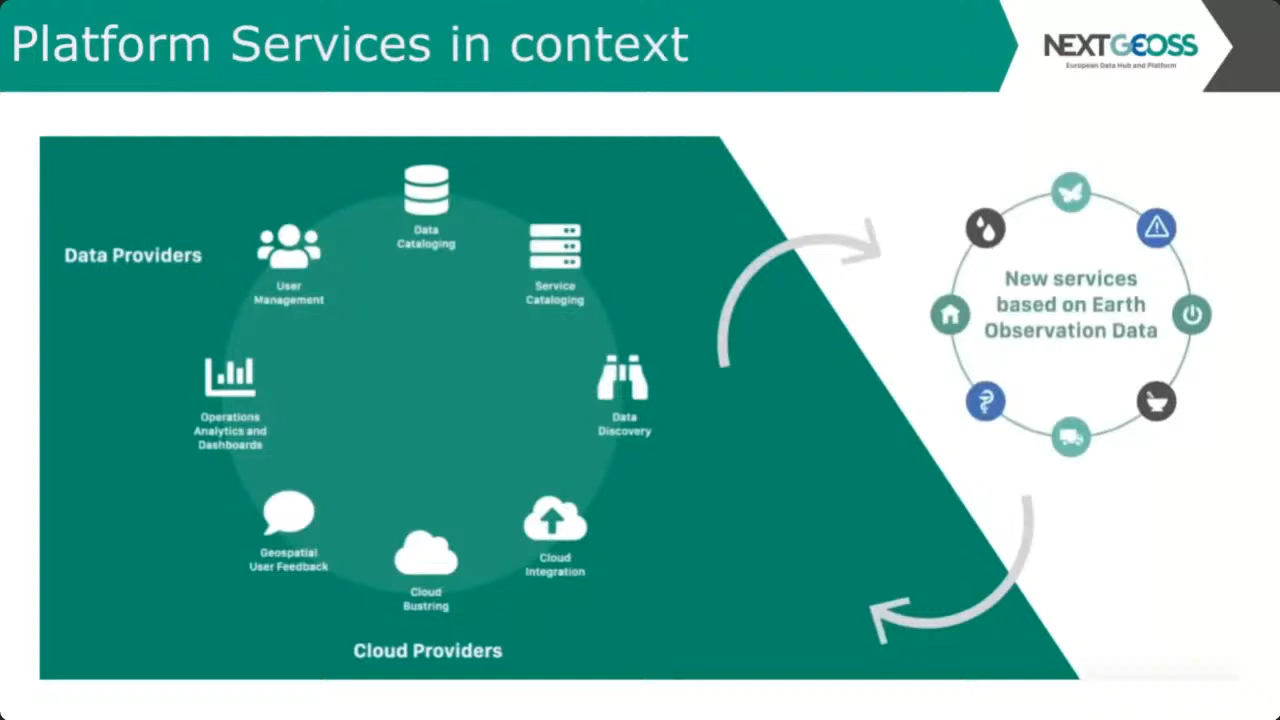 Platform Services in context
NEXTGEOSS
European Data Hub and Platform
Data Providers
Data
Cataloging
User
Management
Service
Cataloging
Operations
Analytics and
Dashboards
Data
Discovery
Geospatial
User Feedback
Cloud
Bustring
Cloud
Integration
Cloud Providers
New services
based on Earth
Observation Data